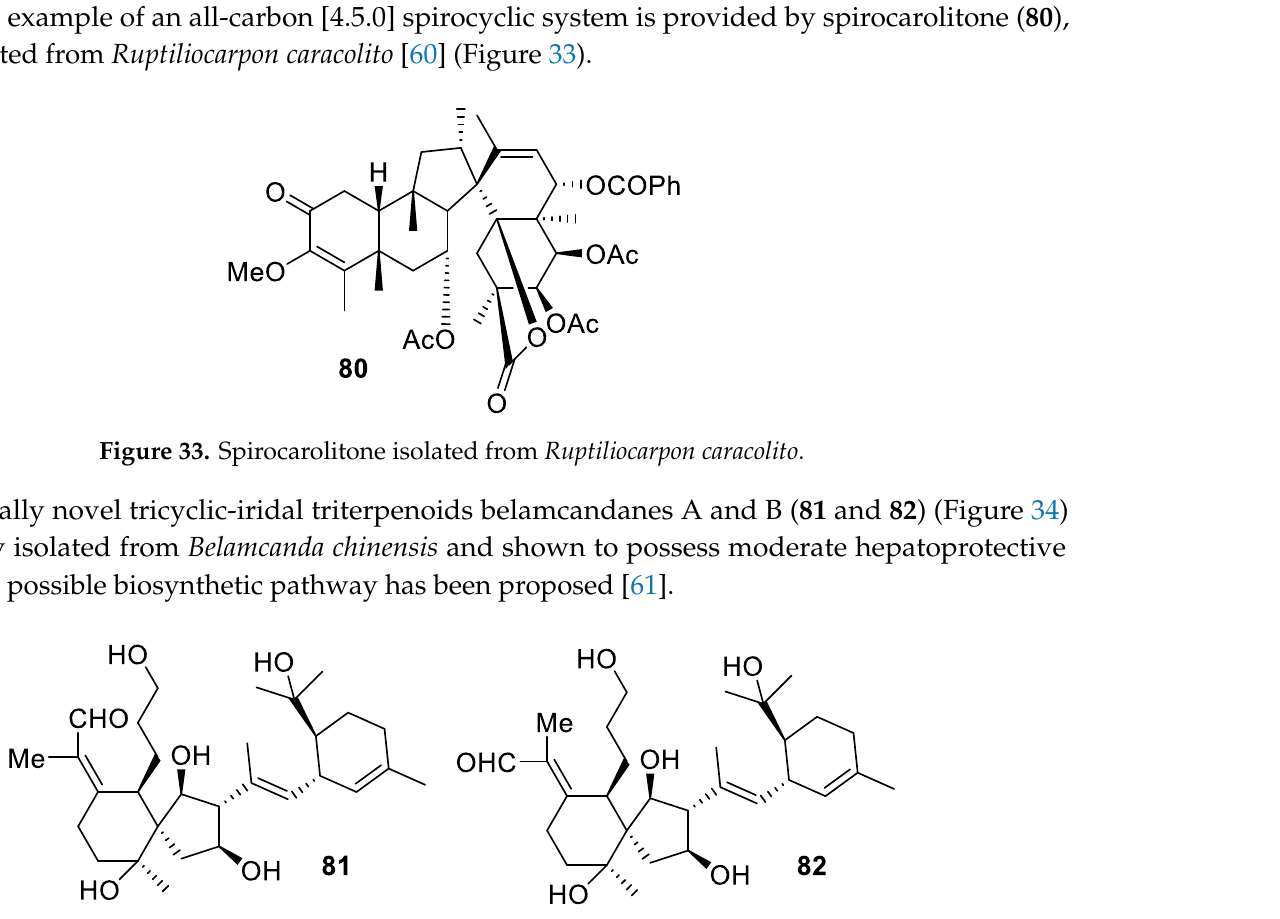 example of an all-carbon [4.5.0] spirocyclic system is provided by spirocarolitone (80),
ted from Ruptiliocarpon caracolito [60] (Figure 33).
H
O
OCOPh
MeO
OAc
OAc
AcO
O
80
O
Figure 33. Spirocarolitone isolated from Ruptiliocarpon caracolito.
ally novel tricyclic-iridal triterpenoids belamcandanes A and B (81 and 82) (Figure 34)
isolated from Belamcanda chinensis and shown to possess moderate hepatoprotective
possible biosynthetic pathway has been proposed [61].
HO
HO
CHO
Me
OH
OH
HO
81
HO
HO
Me
OHC
OH
OH
HO
82